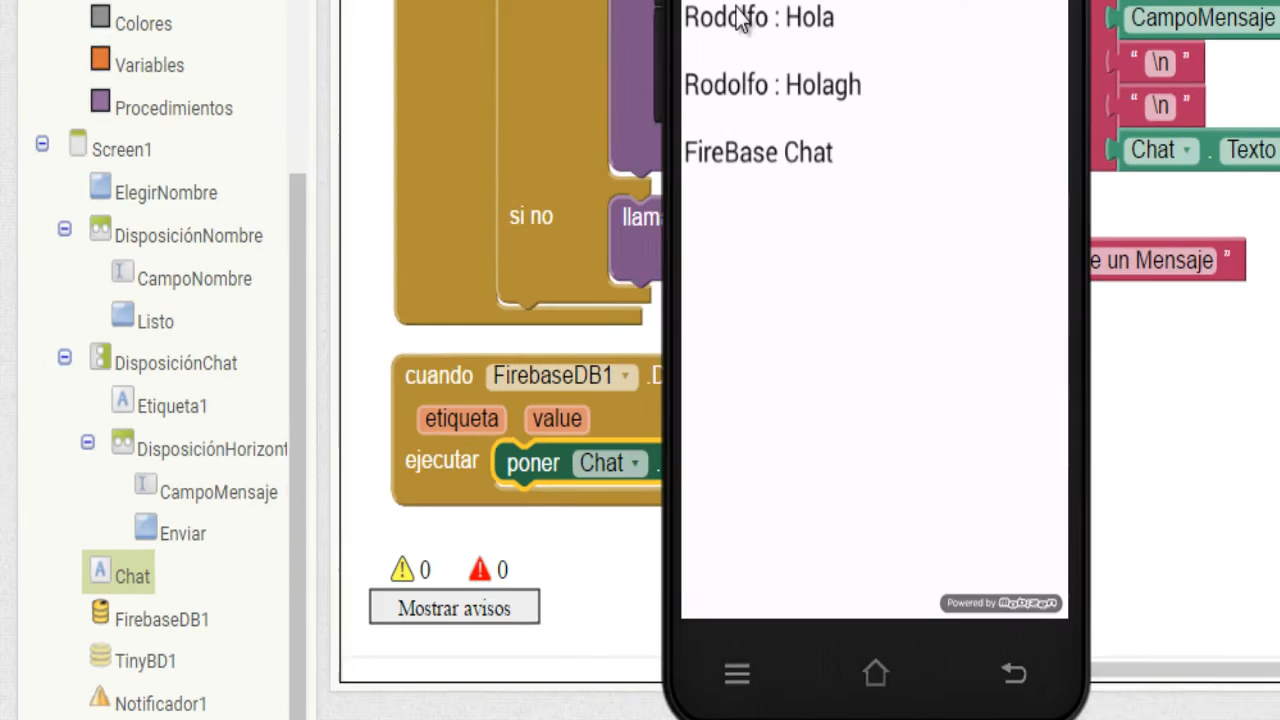 Colores
Variables
Procedimientos
Screen1
ElegirNombre
DisposiciónNombre
CampoNombre
Listo
DisposiciónChat
Etiqueta1
DisposiciónHorizont
CampoMensaje
Enviar
Chat
FirebaseDB1
TinyBD1
Notificador1
si no
llam
cuando FirebaseDB1 .D
etiqueta value
ejecutar poner Chat .
0 0
Mostrar avisos
Rodolfo : Hola
Rodolfo : Holagh
FireBase Chat
Powered by mobizen
CampoMensaje
“ \n ”
“ \n ”
Chat . Texto
e un Mensaje ”